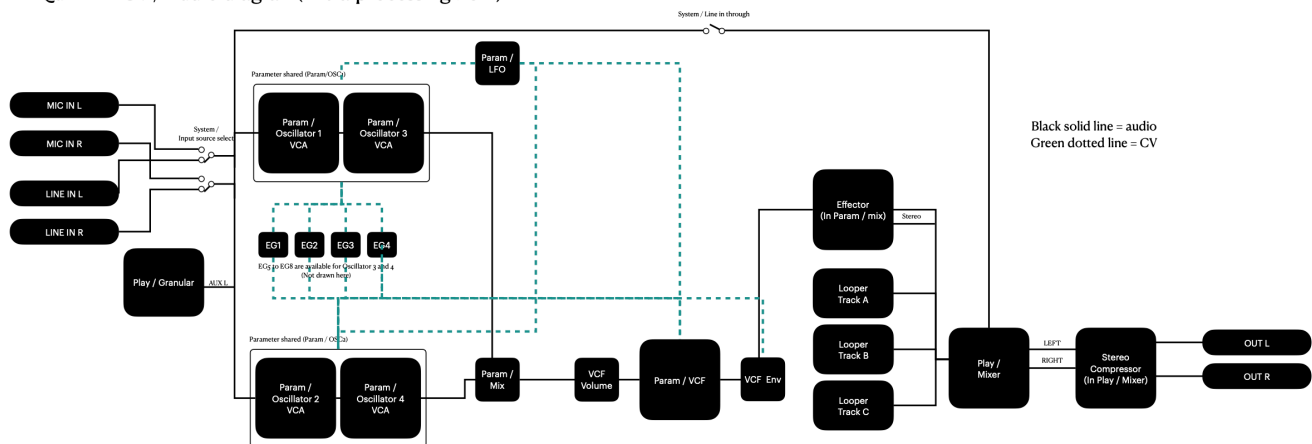 System / Line in through
Param /
LFO
Parameter shared (Param/OSCa)
MIC IN L
MIC IN R
LINE IN L
LINE IN R
System /
Input source select
Param /
Oscillator 1
VCA
Param /
Oscillator 3
VCA
Black solid line = audio
Green dotted line = CV
Effector
(In Param / mix)
Stereo
EG1
EG2
EG3
EG4
EG5 to EG8 are available for Oscillator 3 and 4
(Not drawn here)
Play / Granular
AUX L
Looper
Track A
Looper
Track B
Looper
Track C
Parameter shared (Param / OSCa)
Param /
Oscillator 2
VCA
Param /
Oscillator 4
VCA
Param /
Mix
VCF
Volume
Param / VCF
VCF Env
Play /
Mixer
LEFT
RIGHT
Stereo
Compressor
(In Play / Mixer)
OUT L
OUT R